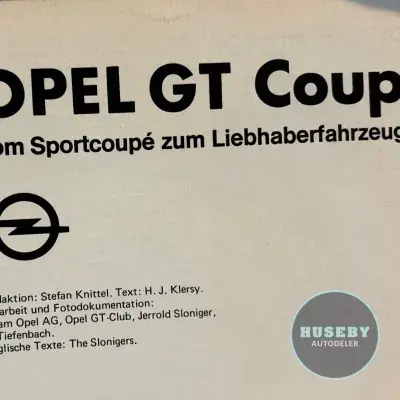 OPEL GT Coup
om Sportcoupé zum Liebhaberfahrzeug
daktion: Stefan Knittel. Text: H. J. Klersy.
arbeit und Fotodokumentation:
am Opel AG, Opel GT-Club, Jerrold Sloniger,
Tiefenbach.
glische Texte: The Slonigers.
HUSEBY
AUTODELER